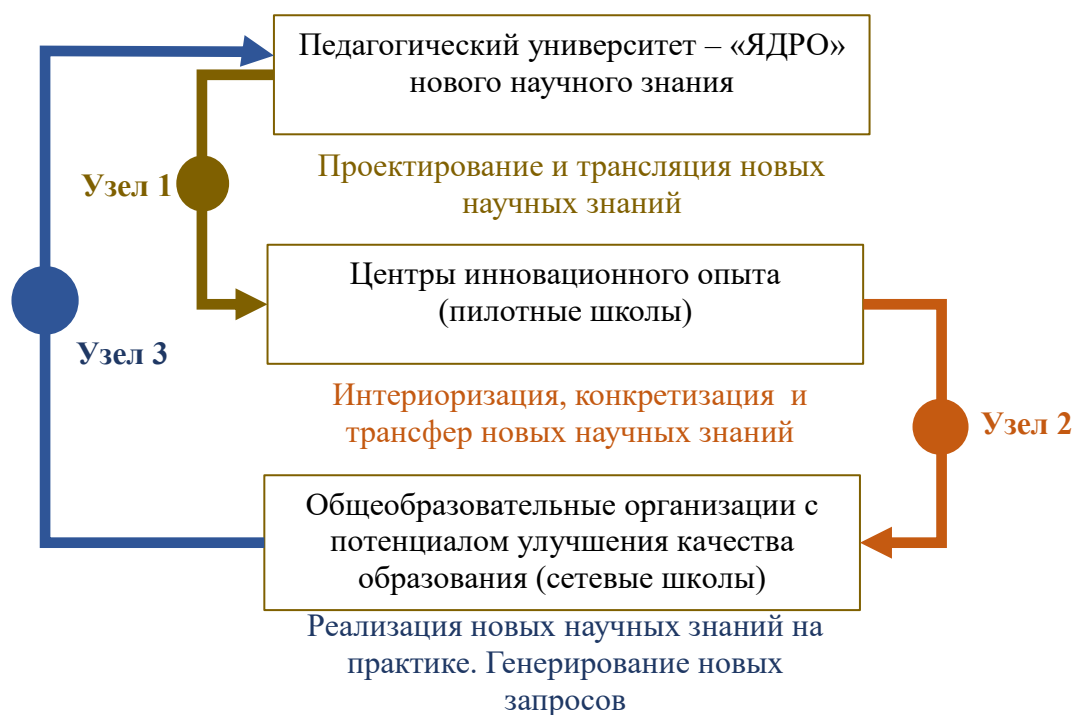 Педагогический университет – «ЯДРО»
нового научного знания
Проектирование и трансляция новых
научных знаний
Узел 1
Центры инновационного опыта
(пилотные школы)
Узел 3
Интериоризация, конкретизация и
трансфер новых научных знаний
Узел 2
Общеобразовательные организации с
потенциалом улучшения качества
образования (сетевые школы)
Реализация новых научных знаний на
практике. Генерирование новых
запросов